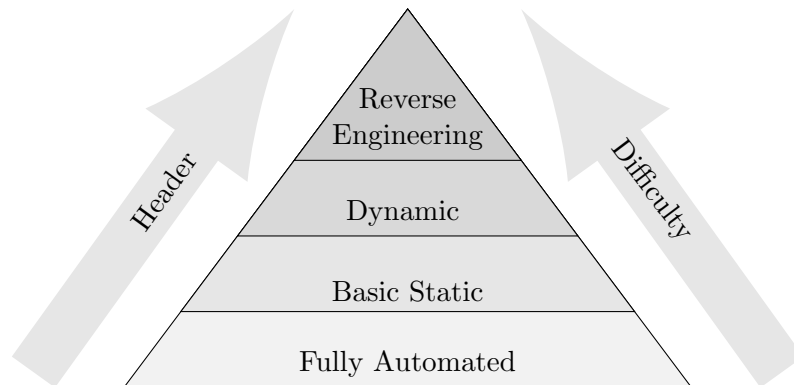 Reverse
Engineering
Header
Difficulty
Dynamic
Basic Static
Fully Automated